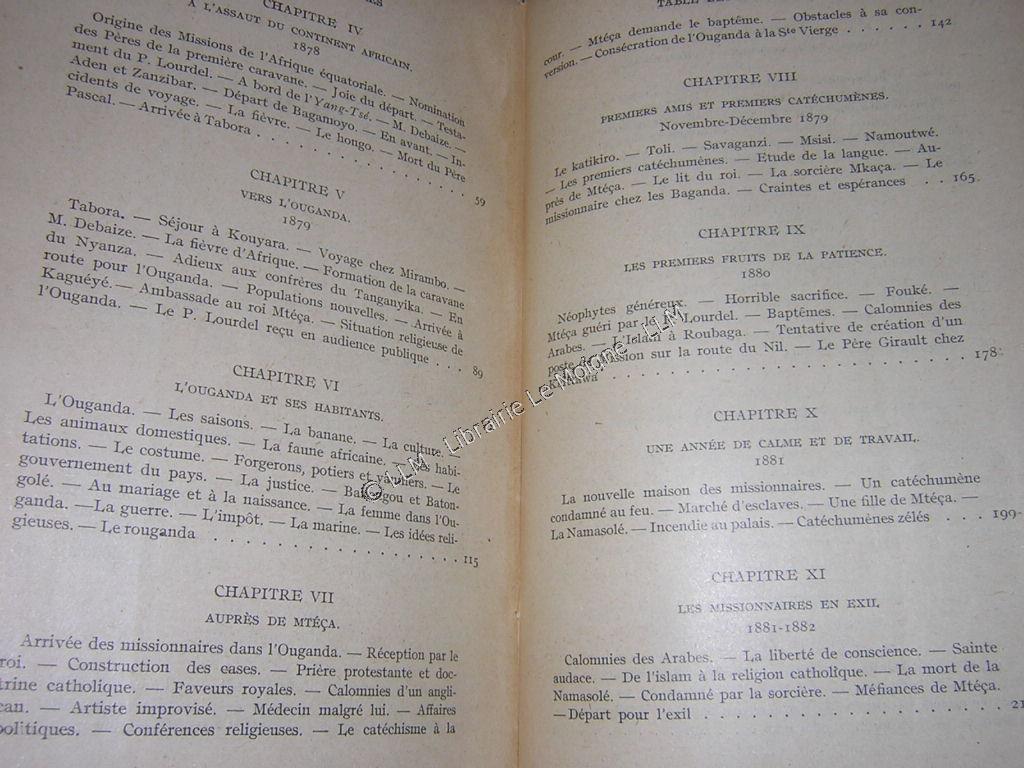 CHAPITRE IV
A L'ASSAUT DU CONTINENT AFRICAIN.
1878
Origine des Missions de l'Afrique équatoriale. — Nomination
des Pères de la première caravane. — Joie du départ. — Testa-
ment du P. Lourdel. — A bord de l'Yang-Tsé. — M. Debaize. —
Aden et Zanzibar. — Départ de Bagamoyo. — En avant. — In-
cidents de voyage. — La fièvre. — Le hongo. — Mort du Père
Pascal. — Arrivée à Tabora . . . . . . . . . . . . . . 59
CHAPITRE V
VERS L'OUGANDA.
1879
Tabora. — Séjour à Kouyara. — Voyage chez Mirambo. —
M. Debaize. — La fièvre d'Afrique. — Formation de la caravane
du Nyanza. — Adieux aux confrères du Tanganyika. — En
route pour l'Ouganda. — Populations nouvelles. — Arrivée à
Kaguéyé. — Ambassade au roi Mtéça. — Situation religieuse de
l'Ouganda. — Le P. Lourdel reçu en audience publique . . . 89
CHAPITRE VI
L'OUGANDA ET SES HABITANTS.
L'Ouganda. — Les saisons. — La banane. — La culture. —
Les animaux domestiques. — La faune africaine. — Les habi-
tations. — Le costume. — Forgerons, potiers et vanniers. — Le
gouvernement du pays. — La justice. — et Baton-
golé. — Au mariage et à la naissance. — La femme dans l'Ou-
ganda. — La guerre. — L'impôt. — La marine. — Les idées reli-
gieuses. — Le rouganda . . . . . . . . . . . . . . . . 115
CHAPITRE VII
AUPRÈS DE MTÉÇA.
Arrivée des missionnaires dans l'Ouganda. — Réception par le
roi. — Construction des cases. — Prière protestante et doc-
trine catholique. — Faveurs royales. — Calomnies d'un angli-
can. — Artiste improvisé. — Médecin malgré lui. — Affaires
politiques. — Conférences religieuses. — Le catéchisme à la
cour. — Mtéça demande le baptême. — Obstacles à sa con-
version. — Consécration de l'Ouganda à la Ste Vierge . . . . . . 142
CHAPITRE VIII
PREMIERS AMIS ET PREMIERS CATÉCHUMÈNES.
Novembre-Décembre 1879
Le katikiro. — Toli. — Savaganzi. — Msisi. — Namoutwé.
— Les premiers catéchumènes. — Etude de la langue. — Au-
près de Mtéça. — Le lit du roi. — La sorcière Mkaça. — Le
missionnaire chez les Baganda. — Craintes et espérances . . 165
CHAPITRE IX
LES PREMIERS FRUITS DE LA PATIENCE.
1880
Néophytes généreux. — Horrible sacrifice. — Fouké. —
Mtéça guéri par le P. Lourdel. — Baptêmes. — Calomnies des
Arabes. — L'Islam à Roubaga. — Tentative de création d'un
poste de Mission sur la route du Nil. — Le Père Girault chez
. . . . . . . . . . . . . . . . 178
CHAPITRE X
UNE ANNÉE DE CALME ET DE TRAVAIL.
1881
La nouvelle maison des missionnaires. — Un catéchumène
condamné au feu. — Marché d'esclaves. — Une fille de Mtéça. —
La Namasolé. — Incendie au palais. — Catéchumènes zélés . . . 199
CHAPITRE XI
LES MISSIONNAIRES EN EXIL
1881-1882
Calomnies des Arabes. — La liberté de conscience. — Sainte
audace. — De l'islam à la religion catholique. — La mort de la
Namasolé. — Condamné par la sorcière. — Méfiances de Mtéça.
— Départ pour l'exil . . . . . . . . . . . . . . . . 21
© LLM Librairie Le Moigne LLM